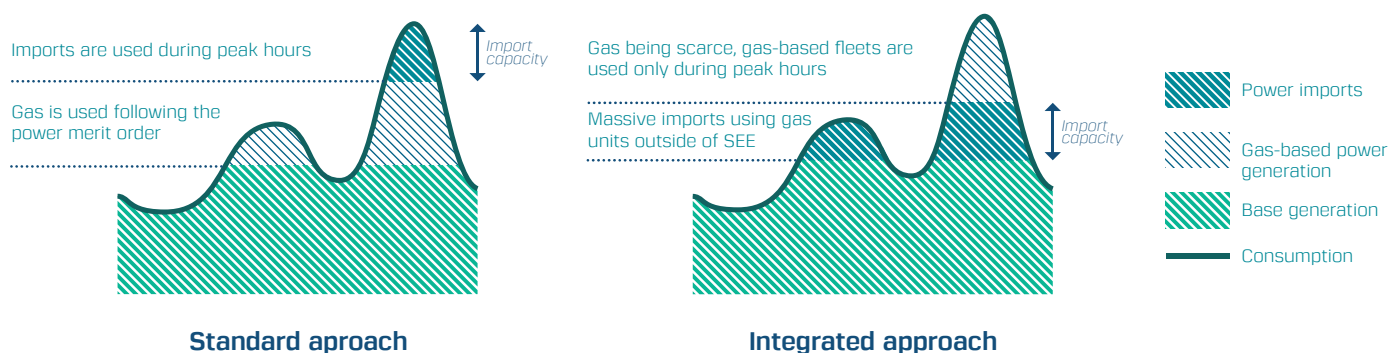 Imports are used during peak hours
Import
capacity
Gas is used following the
power merit order
Standard aproach
Gas being scarce, gas-based fleets are
used only during peak hours
Massive imports using gas
units outside of SEE
Import
capacity
Integrated approach
Power imports
Gas-based power
generation
Base generation
Consumption